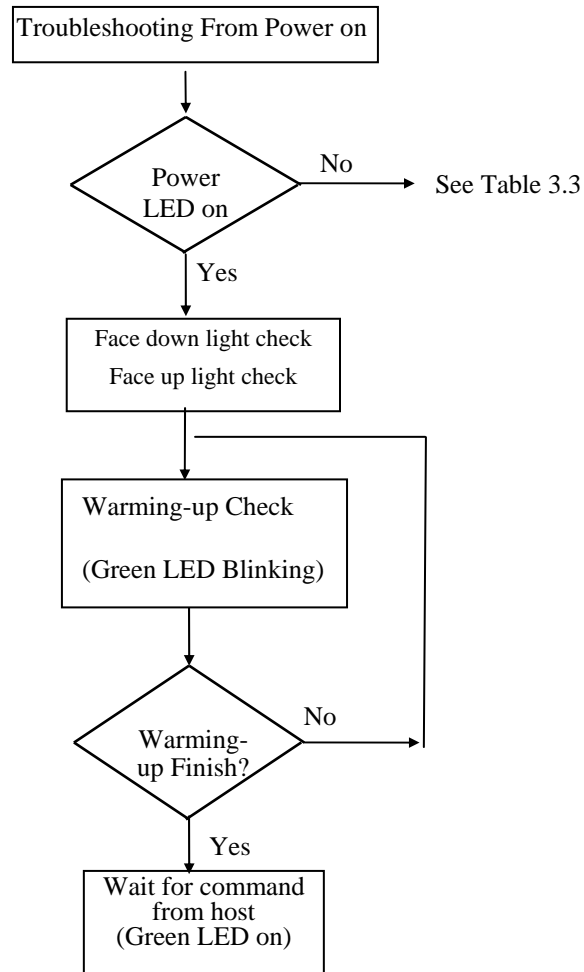 Troubleshooting From Power on
Power
LED on
No
See Table 3.3
Yes
Face down light check
Face up light check
Warming-up Check
(Green LED Blinking)
Warming-
up Finish?
No
Yes
Wait for command
from host
(Green LED on)